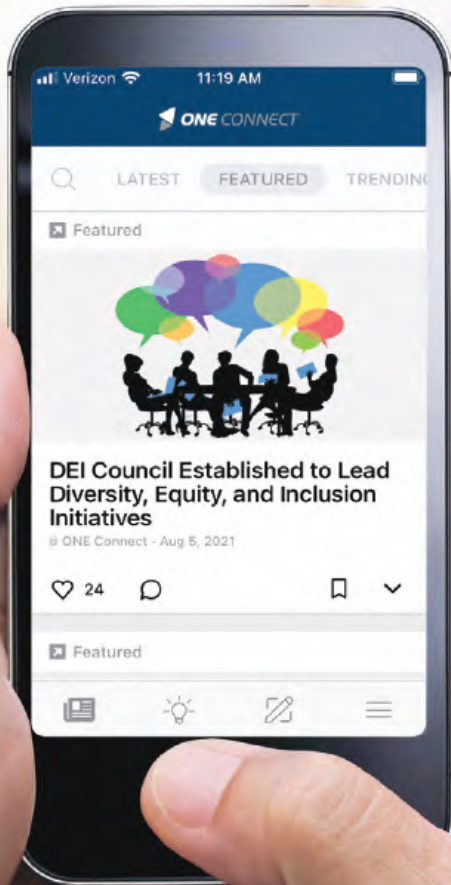 Verizon 11:19 AM
ONE CONNECT
LATEST FEATURED TRENDING
Featured
DEI Council Established to Lead
Diversity, Equity, and Inclusion
Initiatives
ONE Connect - Aug 5, 2021
24
Featured